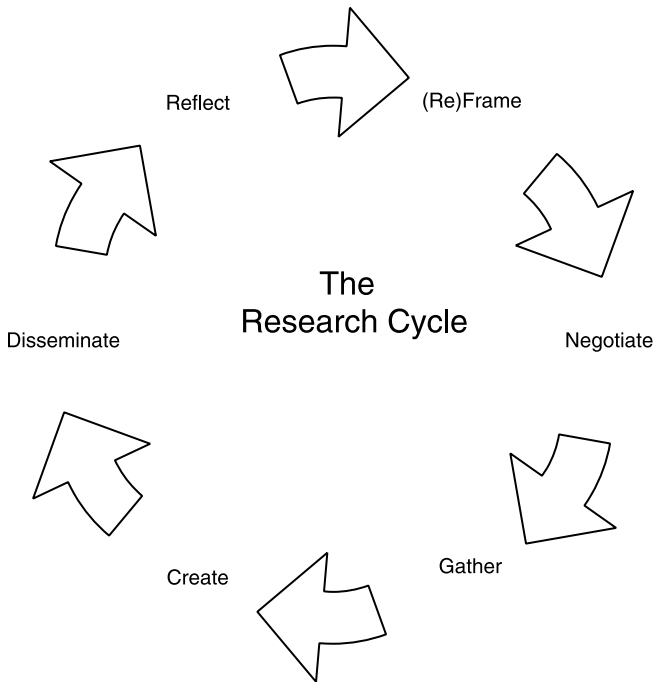 Reflect
(Re)Frame
The
Research Cycle
Disseminate
Negotiate
Gather
Create